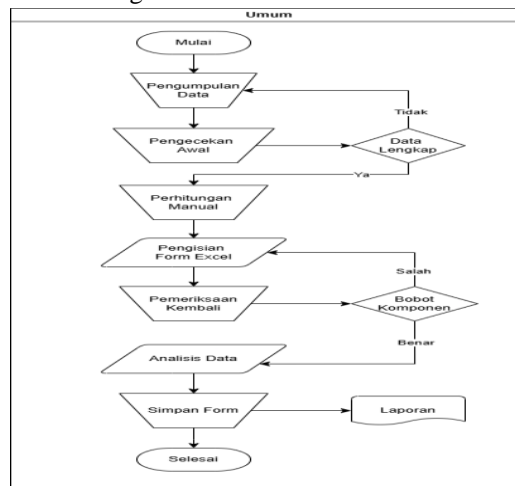 Umum
Mulai
Pengumpulan
Data
Tidak
Pengecekan
Awal
Data
Lengkap
Ya
Perhitungan
Manual
Pengisian
Form Excel
Salah
Pemeriksaan
Kembali
Bobot
Komponen
Benar
Analisis Data
Simpan Form
Laporan
Selesai